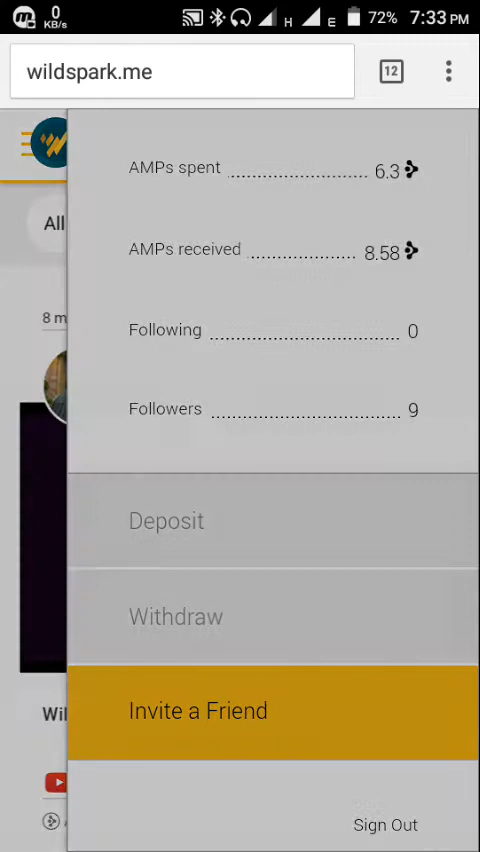 0
KB/s
H
E
72%
7:33 PM
wildspark.me
12
All
AMPs spent 6.3
AMPs received 8.58
8 m
Following 0
Followers 9
Deposit
Withdraw
Invite a Friend
Wil
Sign Out